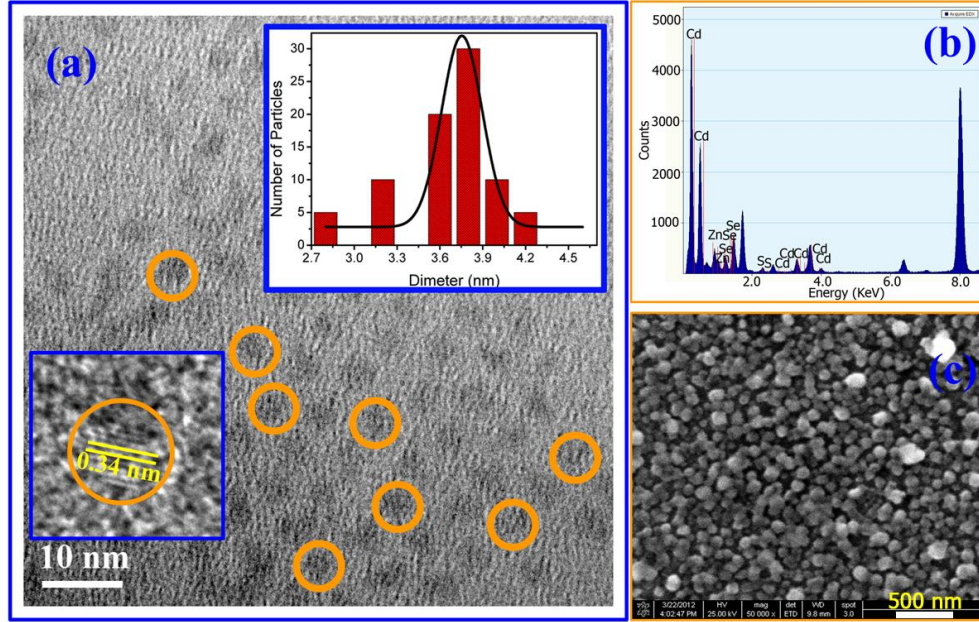 (a)
Number of Particles
30
25
20
15
10
5
0
2.7 3.0 3.3 3.6 3.9 4.2 4.5
Dimeter (nm)
0.34 nm
10 nm
(b)
Acquire EDX
Counts
5000
4000
3000
2000
1000
Cd
Cd
Zn
Se
Se
Zn
Se
S
S
Cd
Cd
Cd
Cd
Cd
2.0 4.0 6.0 8.0
Energy (KeV)
(c)
3/22/2012 HV mag det WD spot
4:02:47 PM 25.00 kV 50 000 x ETD 9.8 mm 3.0
500 nm